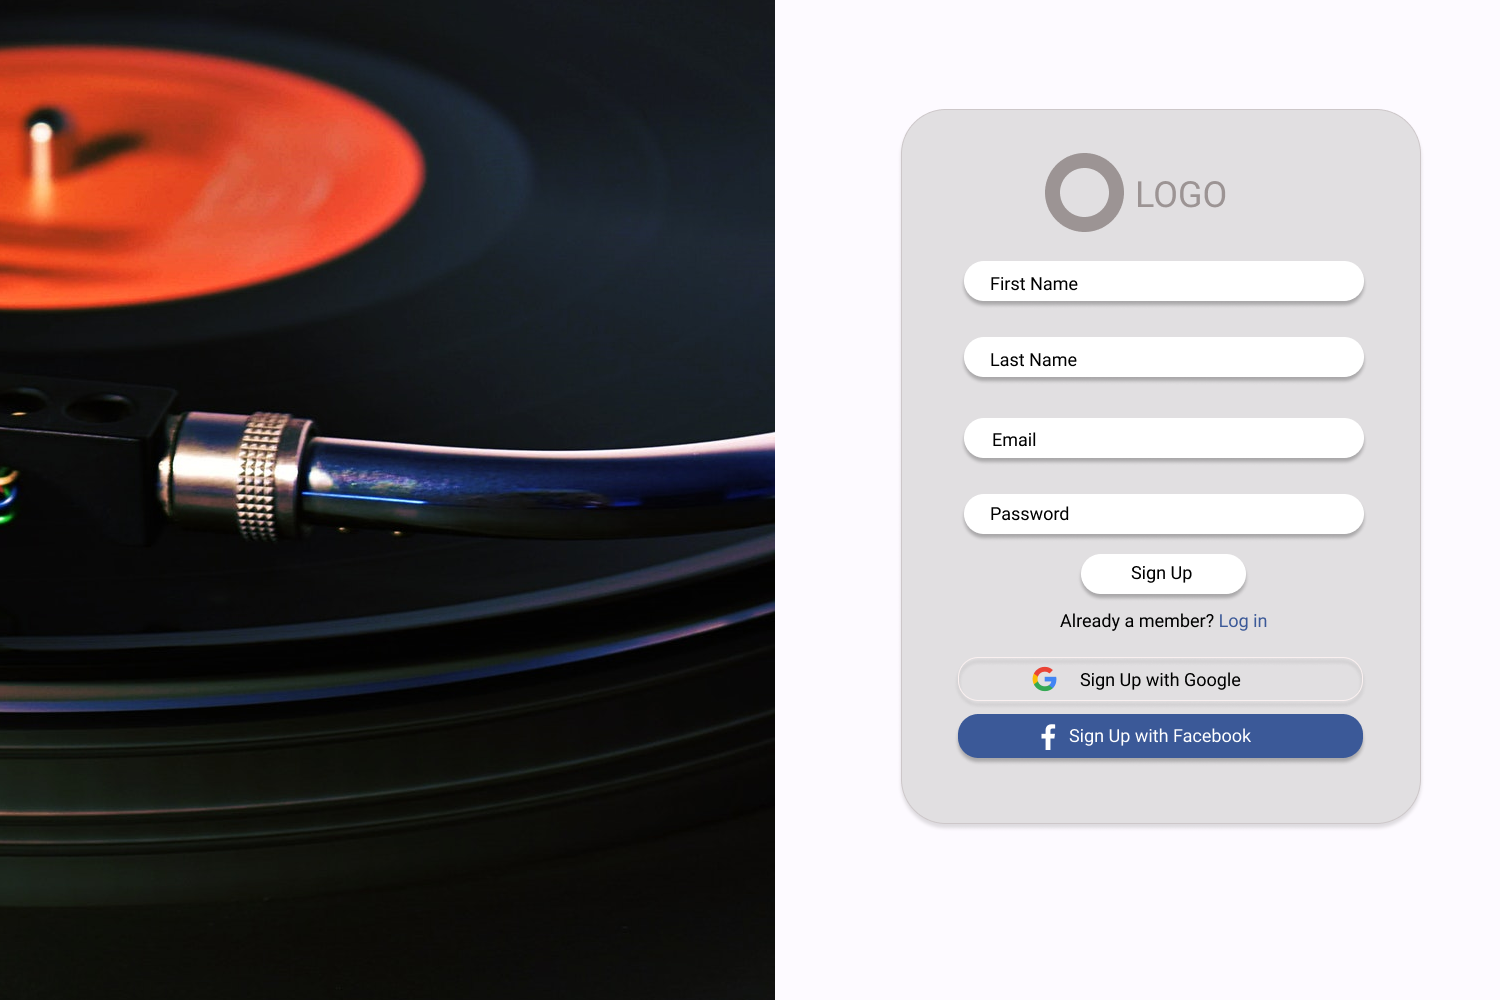 LOGO
First Name
Last Name
Email
Password
Sign Up
Already a member? Log in
Sign Up with Google
Sign Up with Facebook